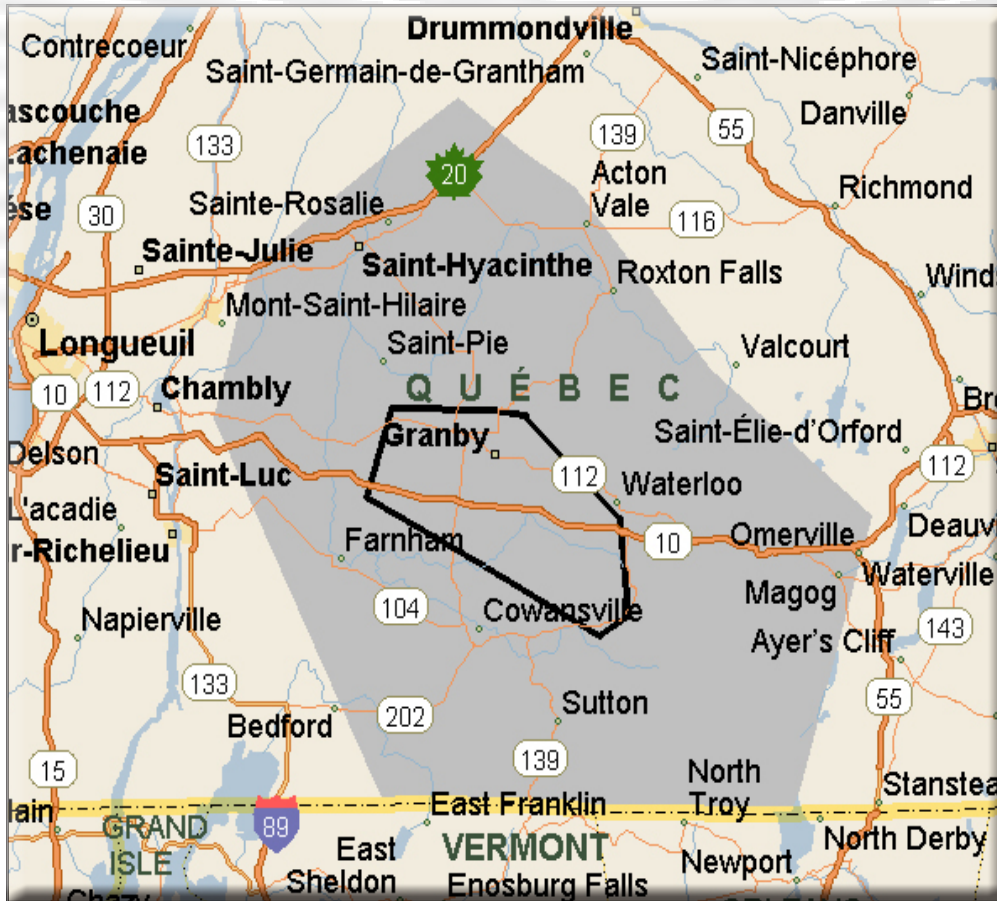 Drummondville
Contrecoeur
Saint-Germain-de-Grantham
Saint-Nicéphore
ascouche
Danville
133
139
55
achenaie
20
Acton
Vale
Richmond
ése
30
Sainte-Rosalie
116
Sainte-Julie
Saint-Hyacinthe
Roxton Falls
Wind
Mont-Saint-Hilaire
Longueuil
Saint-Pie
Valcourt
10
112
Chambly
QUÉBEC
Bro
Granby
Saint-Élie-d'Orford
Delson
Saint-Luc
112
Waterloo
112
L'acadie
Deauv
r-Richelieu
Farnham
10
Omerville
Waterville
Magog
104
Cowansville
Napierville
Ayer's Cliff
143
133
Sutton
55
Bedford
202
139
15
North
Troy
Stanstea
lain
GRAND
ISLE
89
East Franklin
North Derby
East
Sheldon
VERMONT
Newport
Enosburg Falls
Chazy